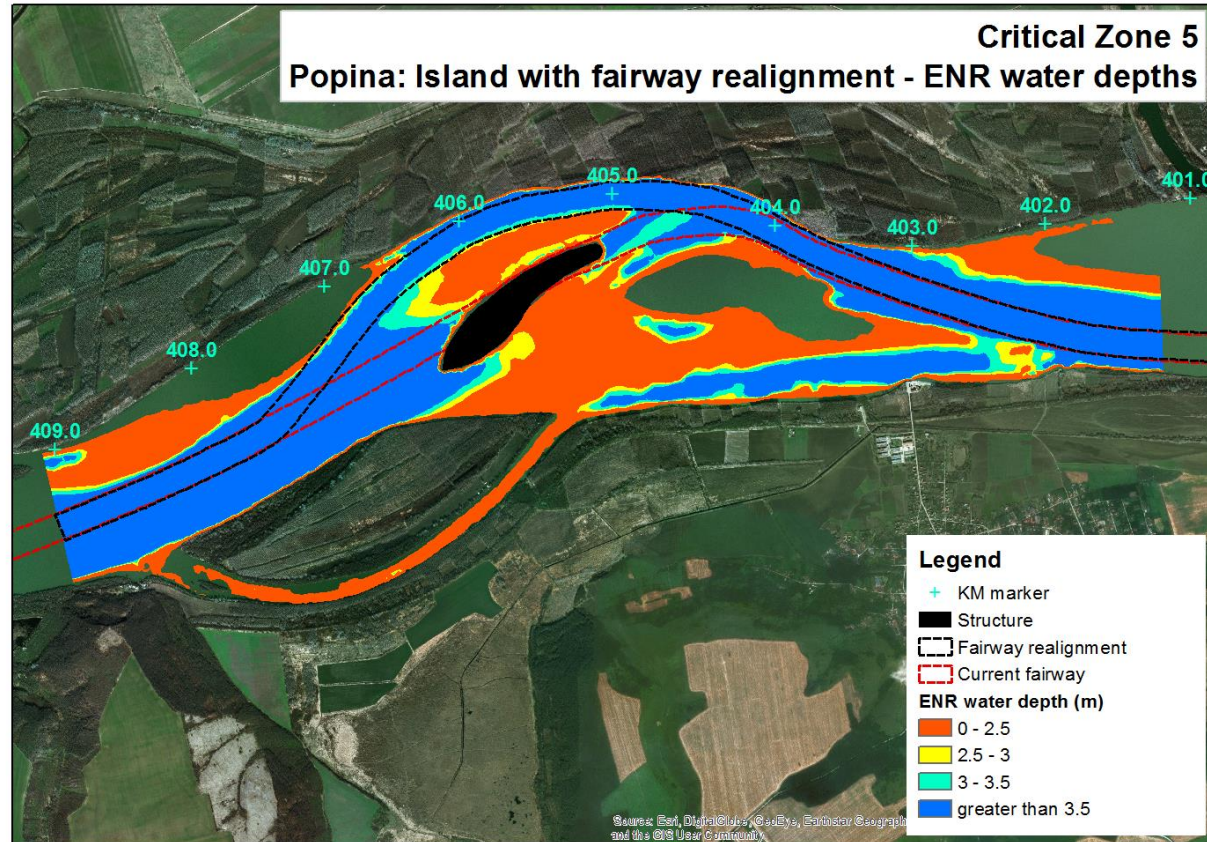 Critical Zone 5
Popina: Island with fairway realignment - ENR water depths
401.0
405.0
406.0
404.0
402.0
403.0
407.0
408.0
409.0
Legend
KM marker
Structure
Fairway realignment
Current fairway
ENR water depth (m)
0 - 2.5
2.5 - 3
3 - 3.5
greater than 3.5
Source: Esri, DigitalGlobe, GeoEye, Earthstar Geograph
and the GIS User Community